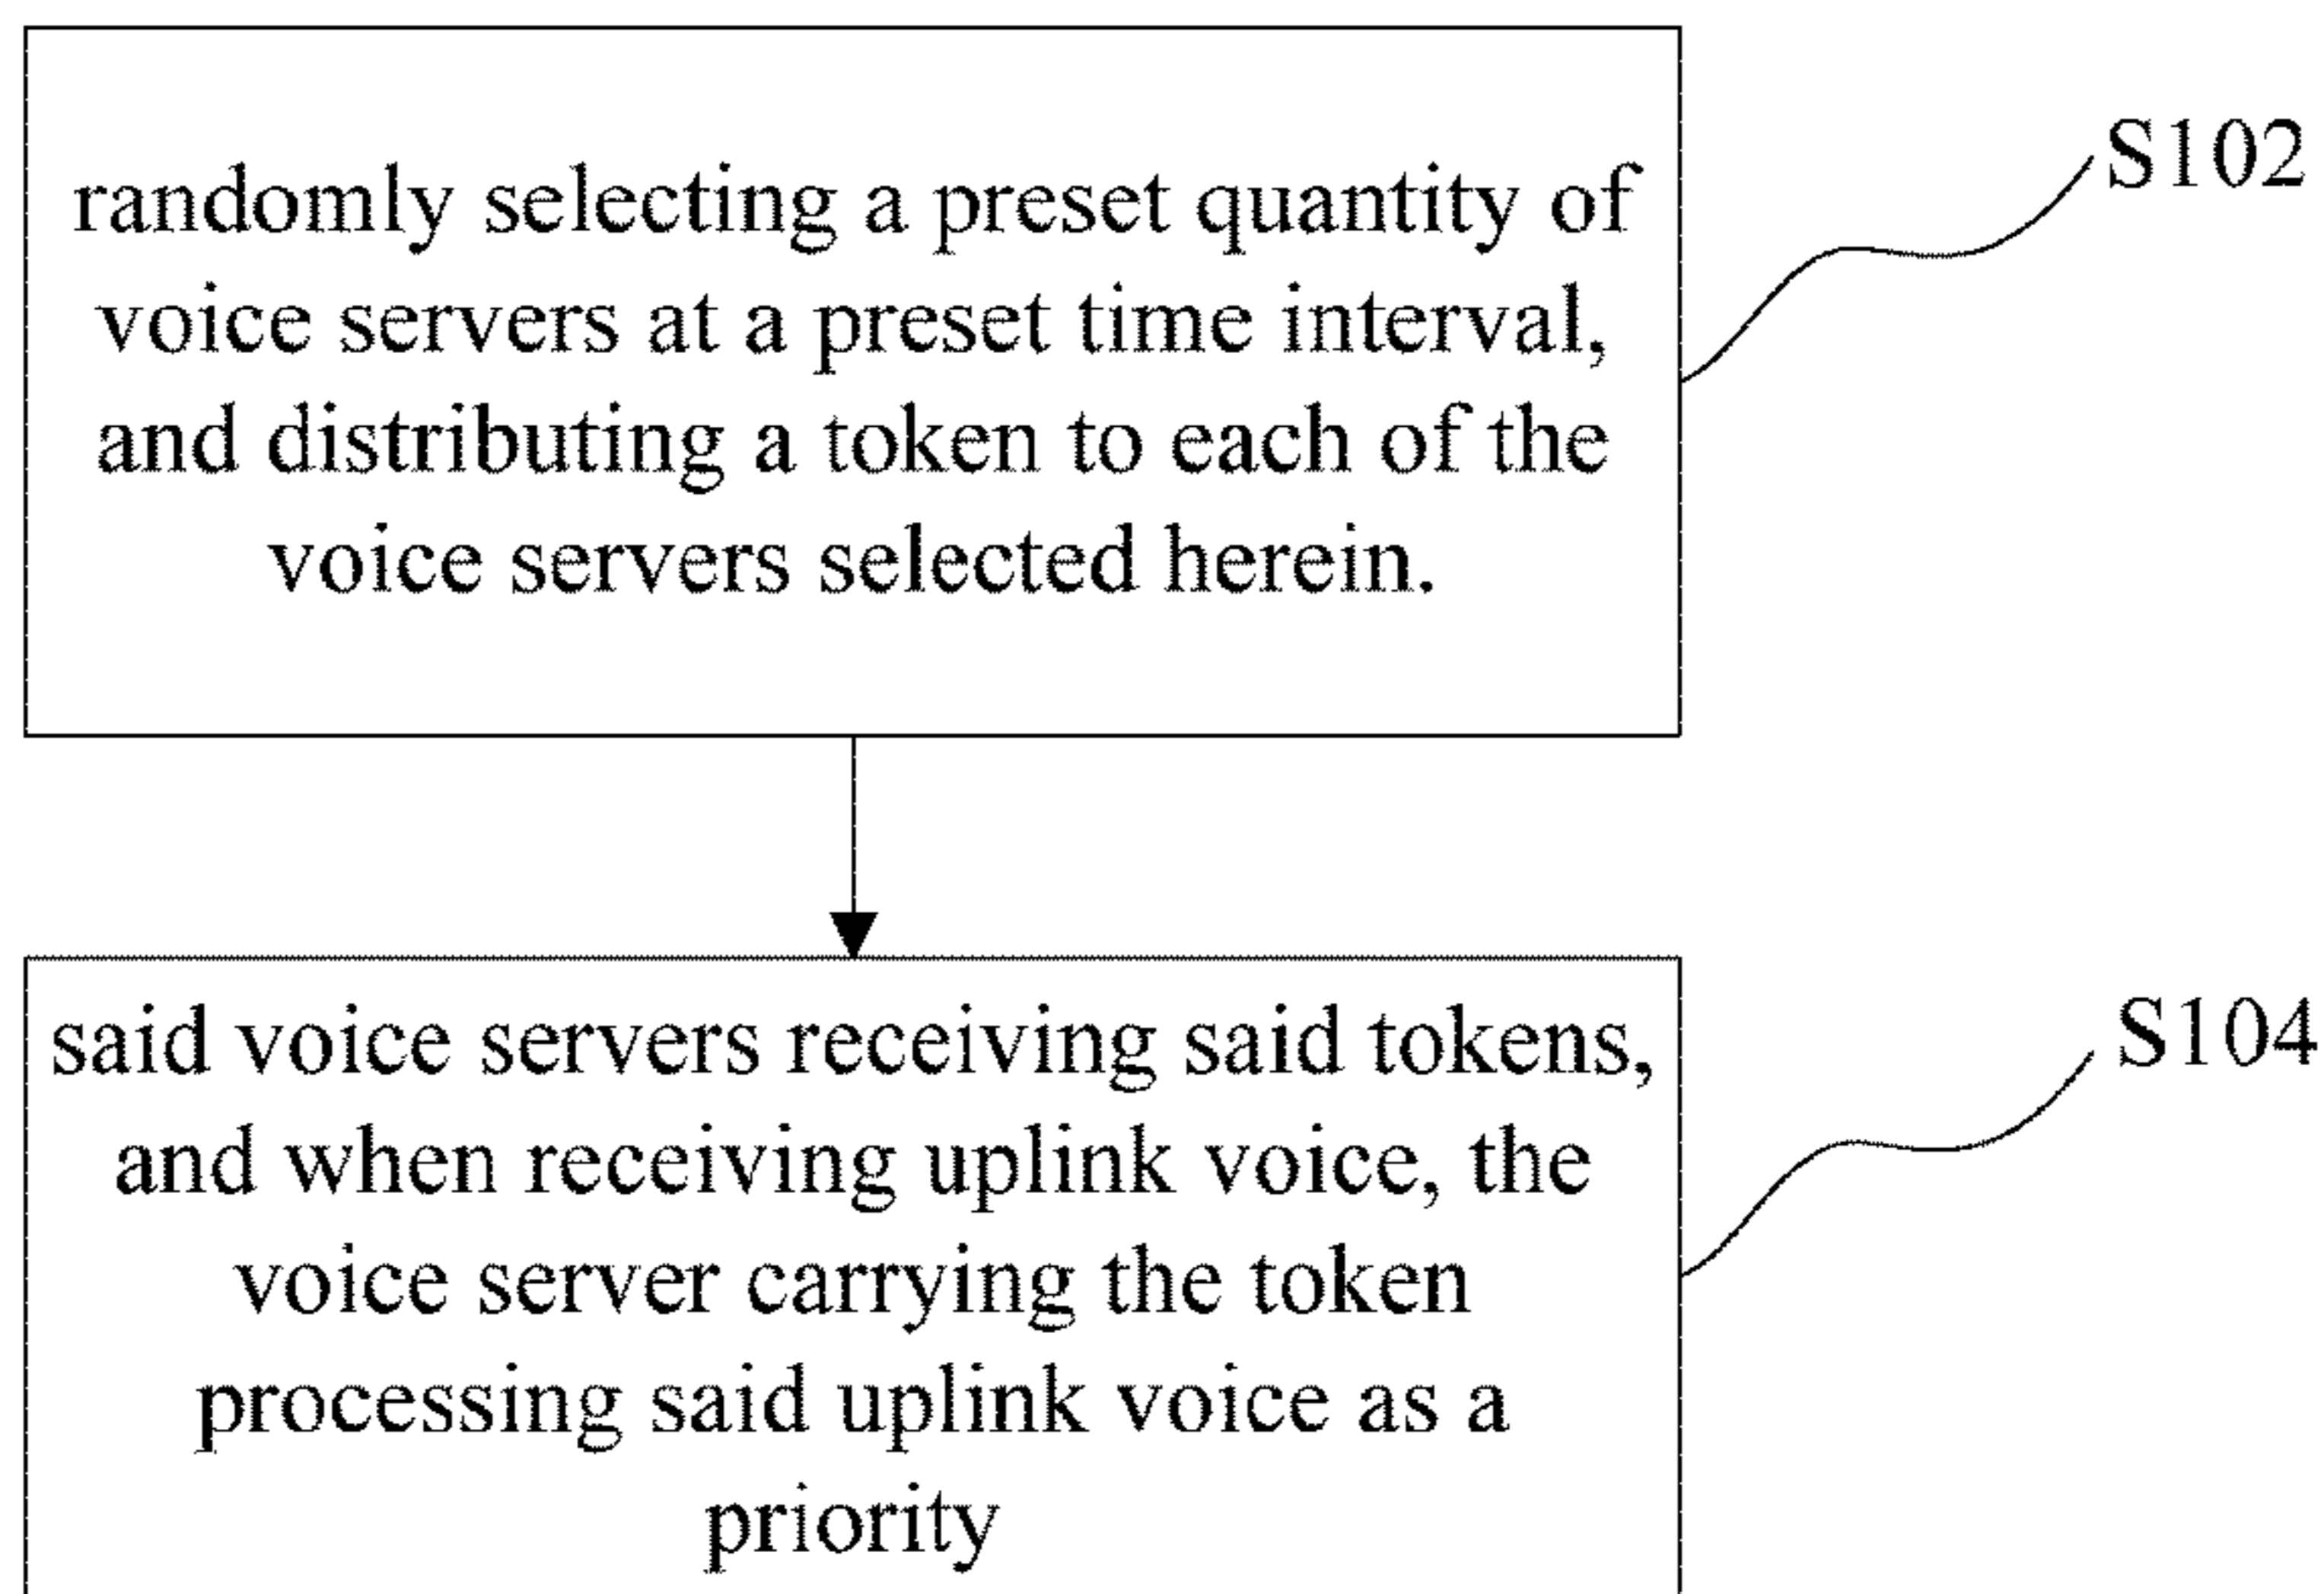 randomly selecting a preset quantity of
voice servers at a preset time interval,
and distributing a token to each of the
voice servers selected herein.
S102
said voice servers receiving said tokens,
and when receiving uplink voice, the
voice server carrying the token
processing said uplink voice as a
priority
S104